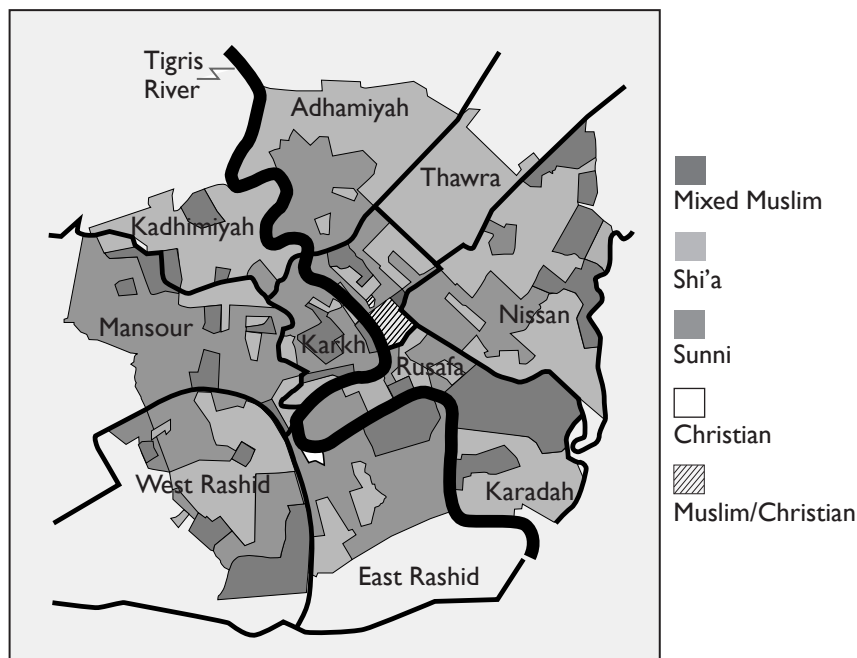 Tigris
River
Adhamiyah
Thawra
Kadhimiyah
Mansour
Karkh
Nissan
Rusafa
West Rashid
Karadah
East Rashid
Mixed Muslim
Shi'a
Sunni
Christian
Muslim/Christian